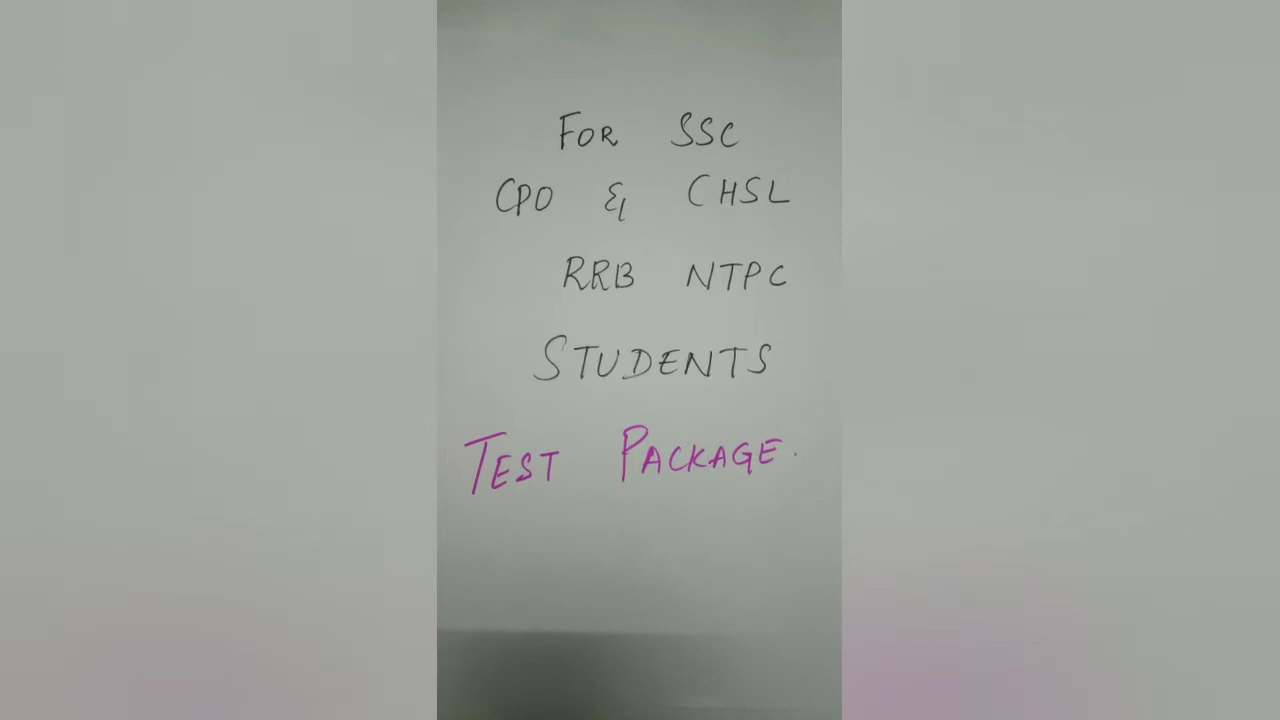 FOR SSC
CPO & CHSL
RRB NTPC
STUDENTS
TEST PACKAGE.